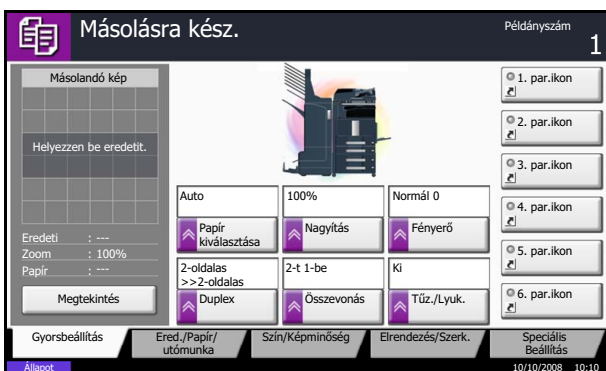 Másolásra kész.
Példányszám
1
Másolandó kép
Helyezzen be eredetit.
Eredeti : ---
Zoom : 100%
Papír : ---
Megtekintés
Auto
100%
Normál 0
Papír
kiválasztása
Nagyítás
Fényerő
2-oldalas
>>2-oldalas
2-t 1-be
Ki
Duplex
Összevonás
Tűz./Lyuk.
1. par.ikon
2. par.ikon
3. par.ikon
4. par.ikon
5. par.ikon
6. par.ikon
Gyorsbeállítás
Ered./Papír/
utómunka
Szín/Képminőség
Elrendezés/Szerk.
Speciális
Beállítás
Állapot
10/10/2008 10:10